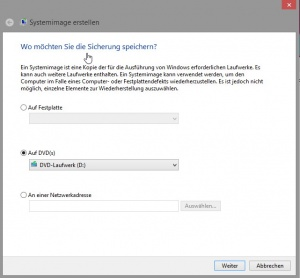 Systemimage erstellen
Wo möchten Sie die Sicherung speichern?
Ein Systemimage ist eine Kopie der für die Ausführung von Windows erforderlichen Laufwerke. Es
kann auch weitere Laufwerke enthalten. Ein Systemimage kann verwendet werden, um den
Computer im Falle eines Computer- oder Festplattendefekts wiederherzustellen. Es ist jedoch nicht
möglich, einzelne Elemente zur Wiederherstellung auszuwählen.
Auf Festplatte
Auf DVD(s)
DVD-Laufwerk (D:)
An einer Netzwerkadresse
Auswählen...
Weiter
Abbrechen